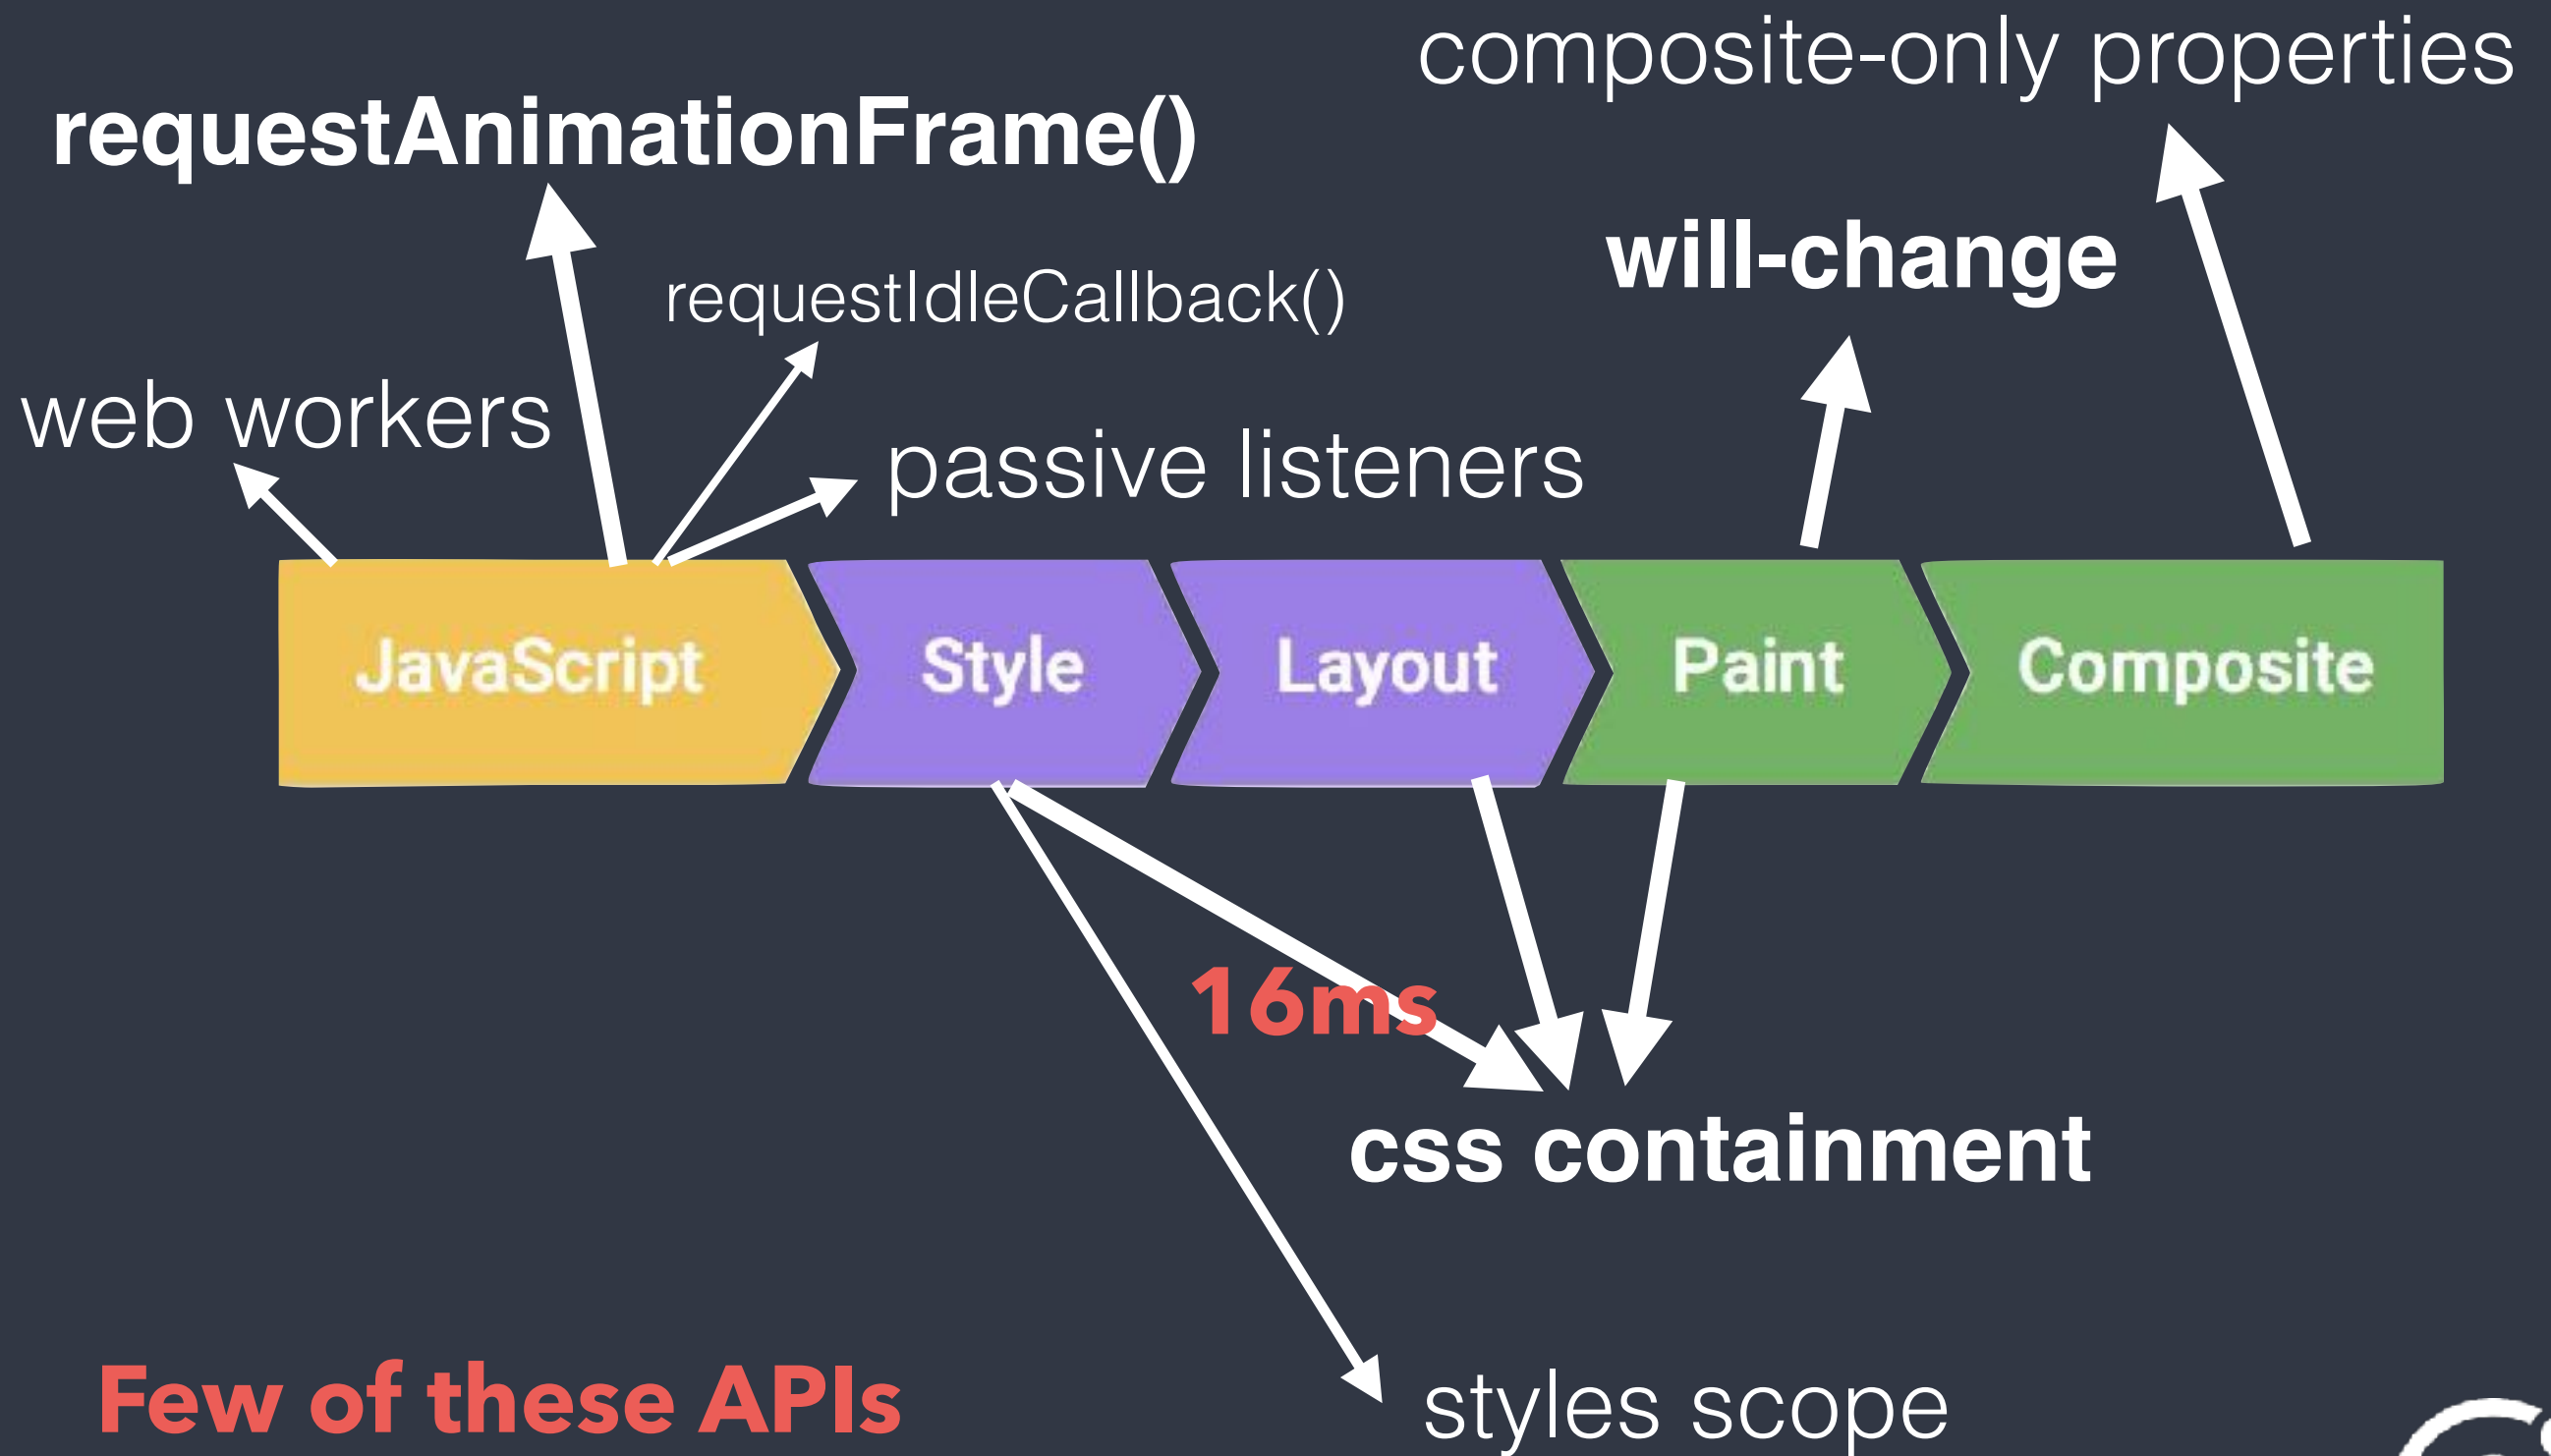 composite-only properties
requestAnimationFrame()
will-change
requestIdleCallback()
web workers
passive listeners
JavaScript
Style
Layout
Paint
Composite
16ms
css containment
Few of these APIs
styles scope